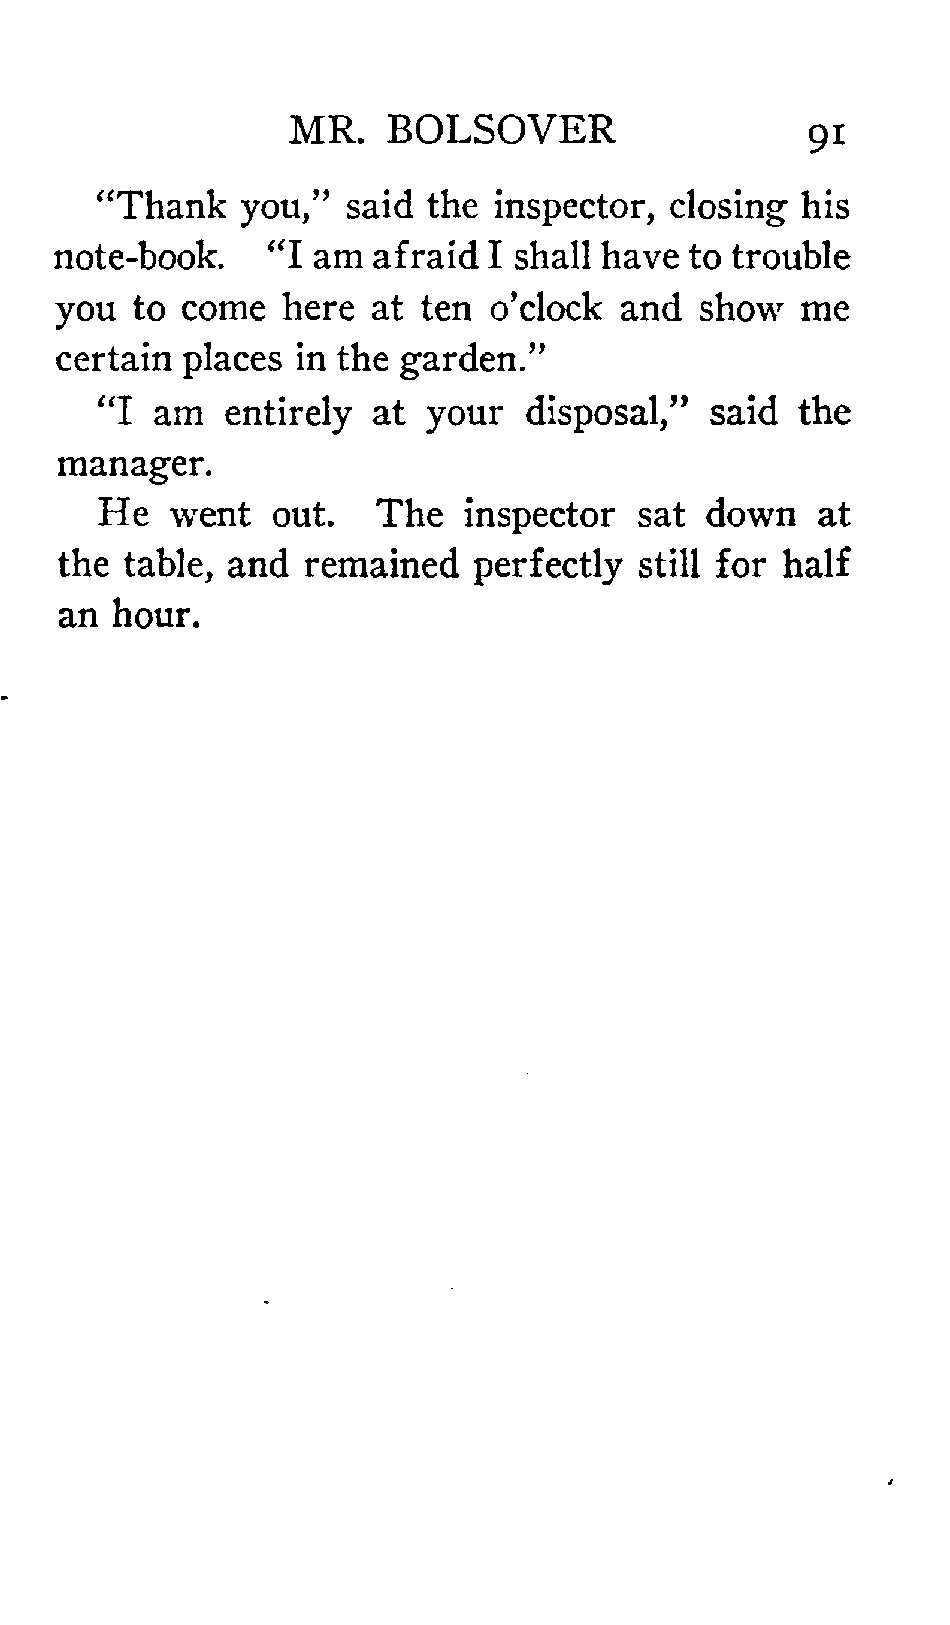 MR. BOLSOVER 91
"Thank you," said the inspector, closing his
note-book. "I am afraid I shall have to trouble
you to come here at ten o'clock and show me
certain places in the garden."
"I am entirely at your disposal," said the
manager.
He went out. The inspector sat down at
the table, and remained perfectly still for half
an hour.